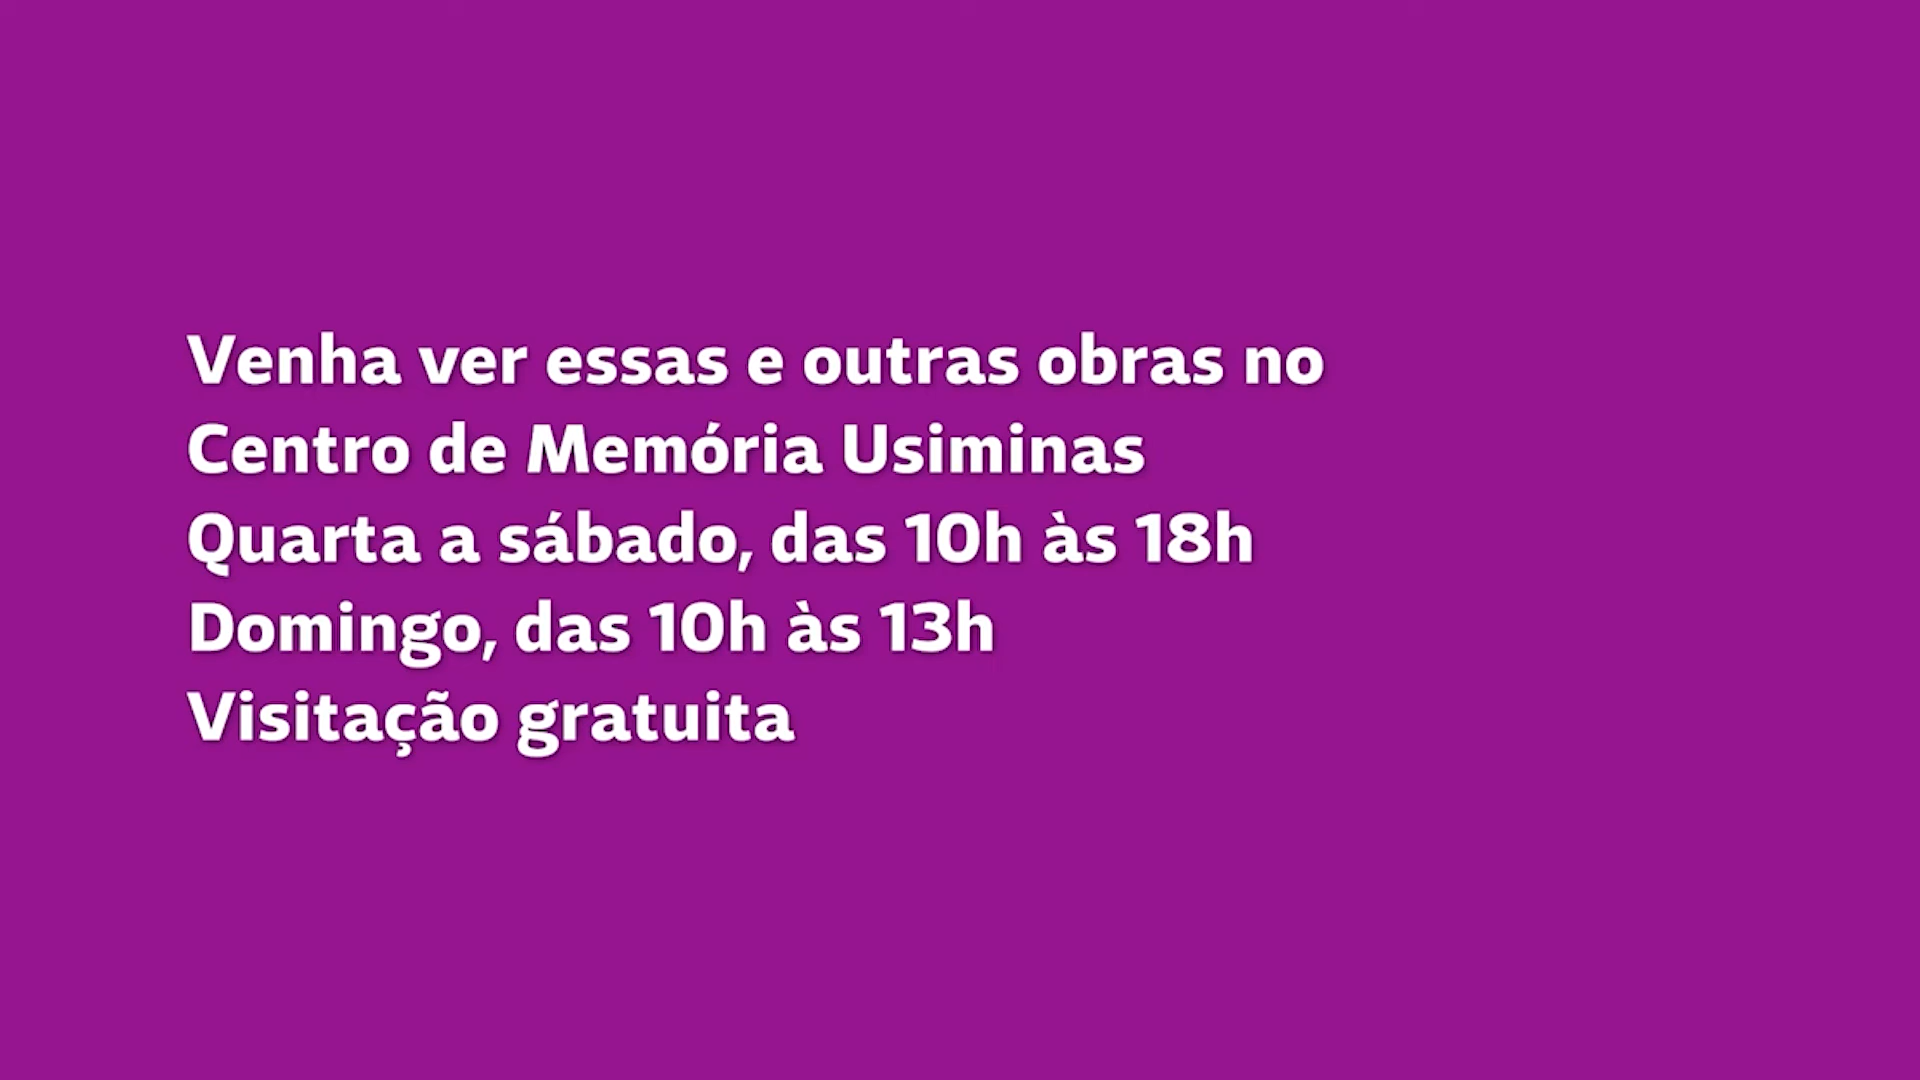 Venha ver essas e outras obras no
Centro de Memória Usiminas
Quarta a sábado, das 10h às 18h
Domingo, das 10h às 13h
Visitação gratuita